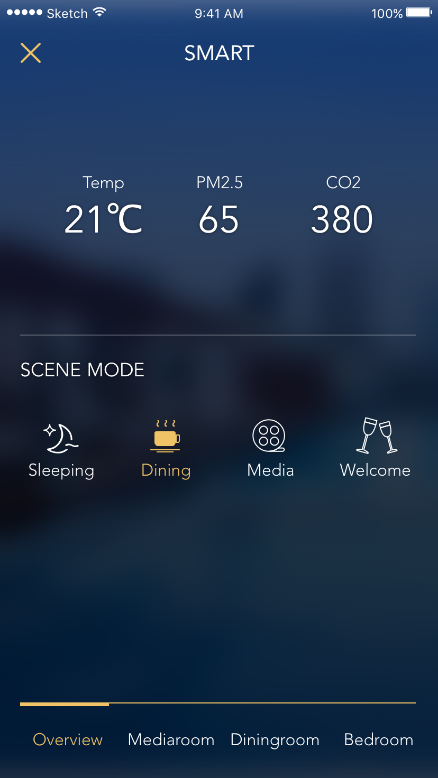 Sketch 9:41 AM 100%
SMART
Temp PM2.5 CO2
21℃ 65 380
SCENE MODE
Sleeping Dining Media Welcome
Overview Mediaroom Diningroom Bedroom